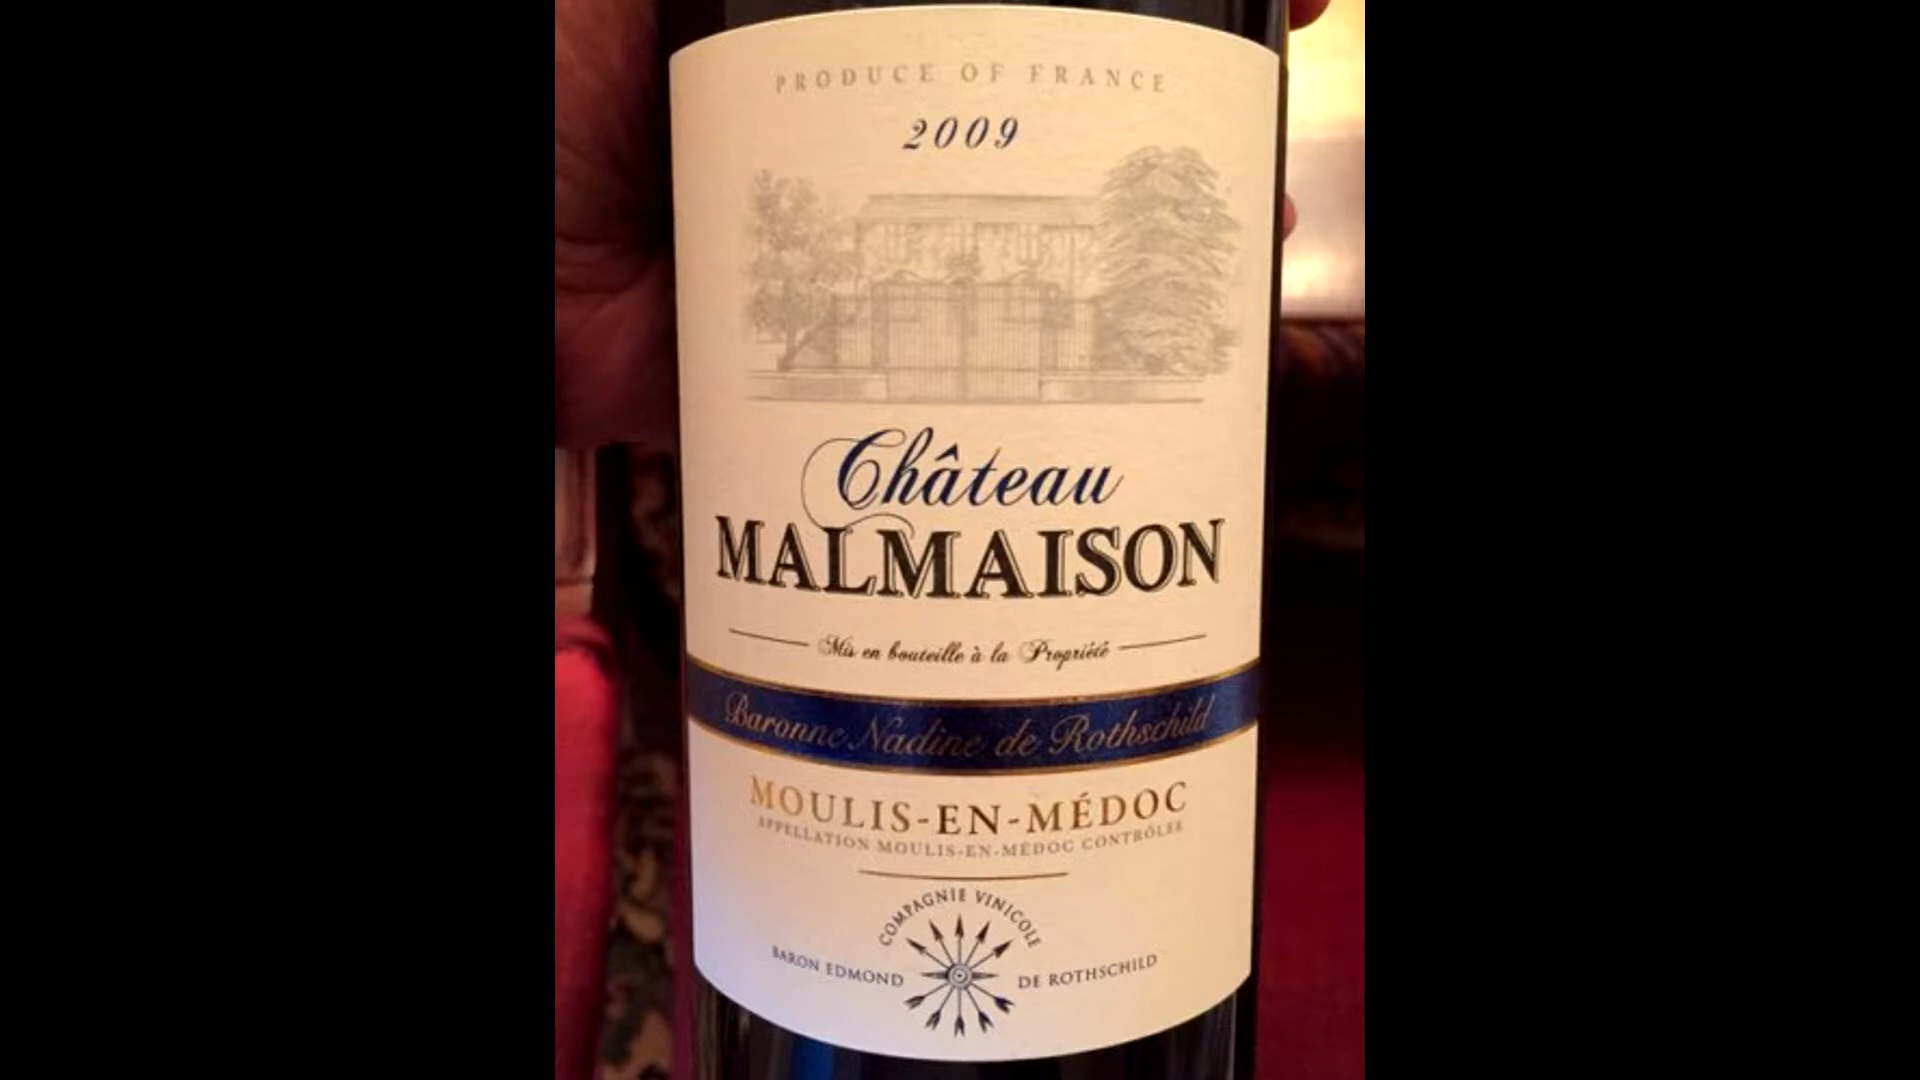 PRODUCE OF FRANCE
2009
Château
MALMAISON
Mis en bouteille à la Propriété
Baronne Nadine de Rothschild
MOULIS-EN-MÉDOC
APPELLATION MOULIS-EN-MÉDOC CONTRÔLÉE
COMPAGNIE VINICOLE
BARON EDMOND DE ROTHSCHILD